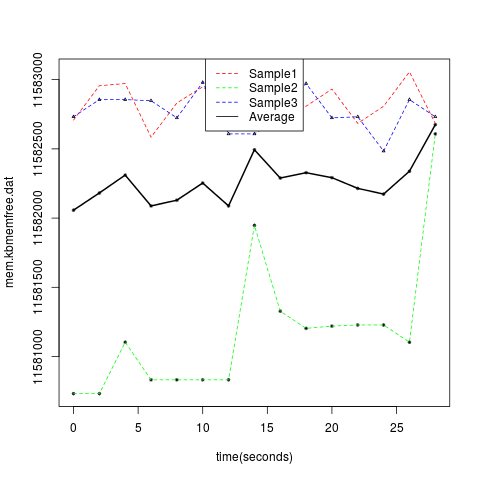 Sample1
Sample2
Sample3
Average
11583000
11582500
11582000
11581500
11581000
mem.kbmemfree.dat
0 5 10 15 20 25
time(seconds)